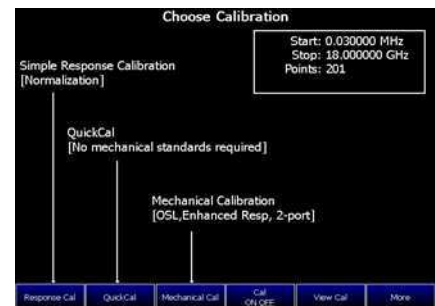 Choose Calibration
Start: 0.030000 MHz
Stop: 18.000000 GHz
Points: 201
Simple Response Calibration
[Normalization]
QuickCal
[No mechanical standards required]
Mechanical Calibration
[OSL,Enhanced Resp, 2-port]
Response Cal
QuickCal
Mechanical Cal
Cal
ON OFF
View Cal
More